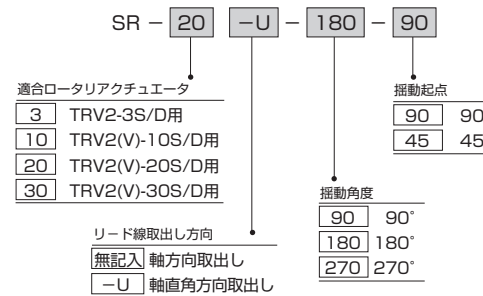 SR − 20 −U − 180 − 90
適合ロータリアクチュエータ
3 TRV2-3S/D用
10 TRV2(V)-10S/D用
20 TRV2(V)-20S/D用
30 TRV2(V)-30S/D用
リード線取出し方向
無記入 軸方向取出し
−U 軸直角方向取出し
揺動角度
90 90°
180 180°
270 270°
揺動起点
90 90
45 45